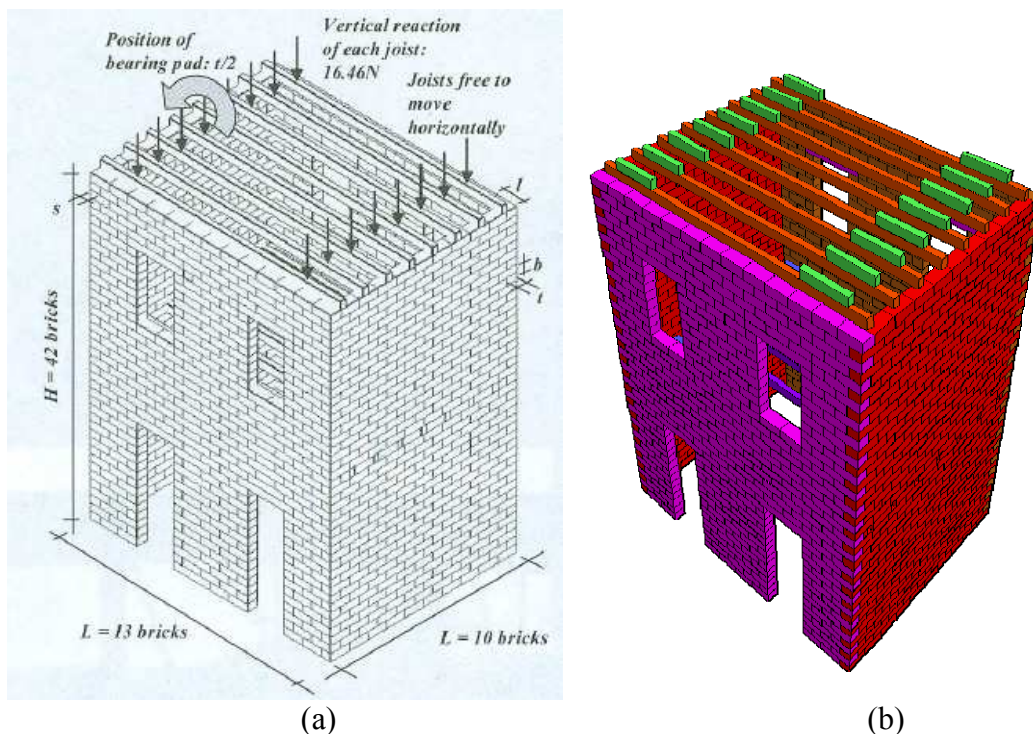 Position of
bearing pad: t/2
Vertical reaction
of each joist:
16.46N
Joists free to
move
horizontally
s
l
b
t
H = 42 bricks
L = 13 bricks
L = 10 bricks
(a)
(b)